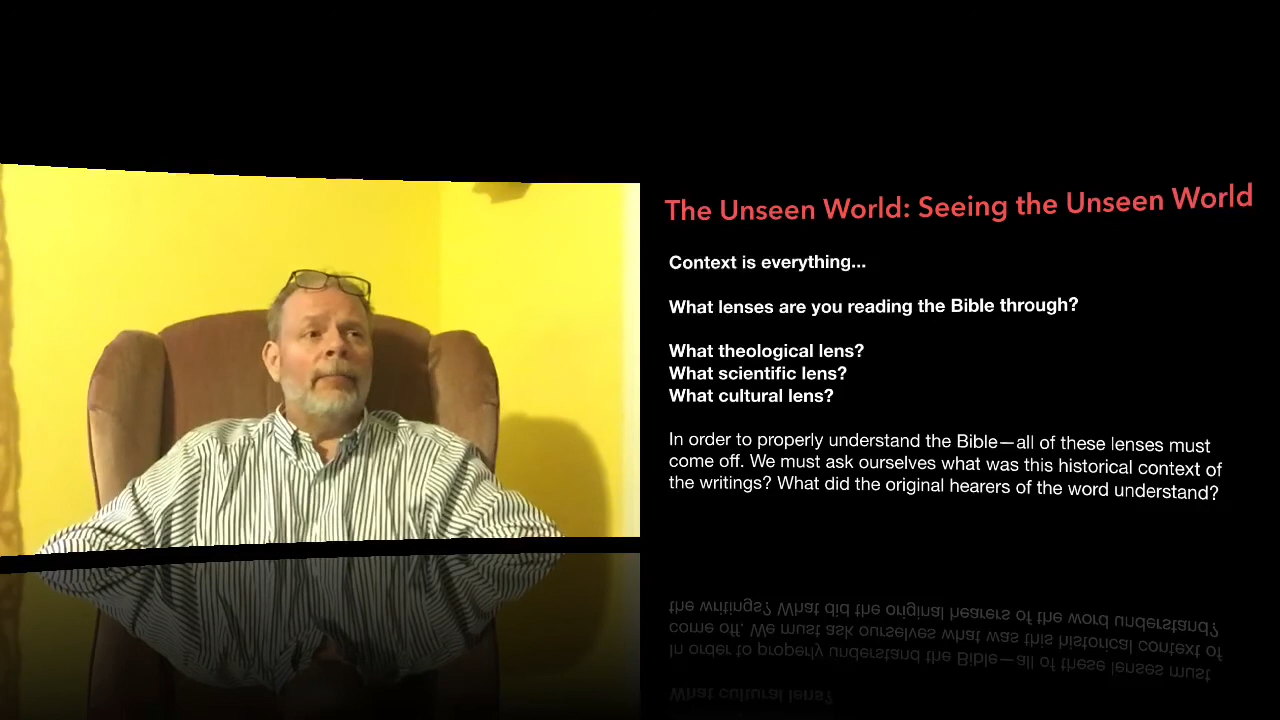 The Unseen World: Seeing the Unseen World
Context is everything...
What lenses are you reading the Bible through?
What theological lens?
What scientific lens?
What cultural lens?
In order to properly understand the Bible—all of these lenses must
come off. We must ask ourselves what was this historical context of
the writings? What did the original hearers of the word understand?